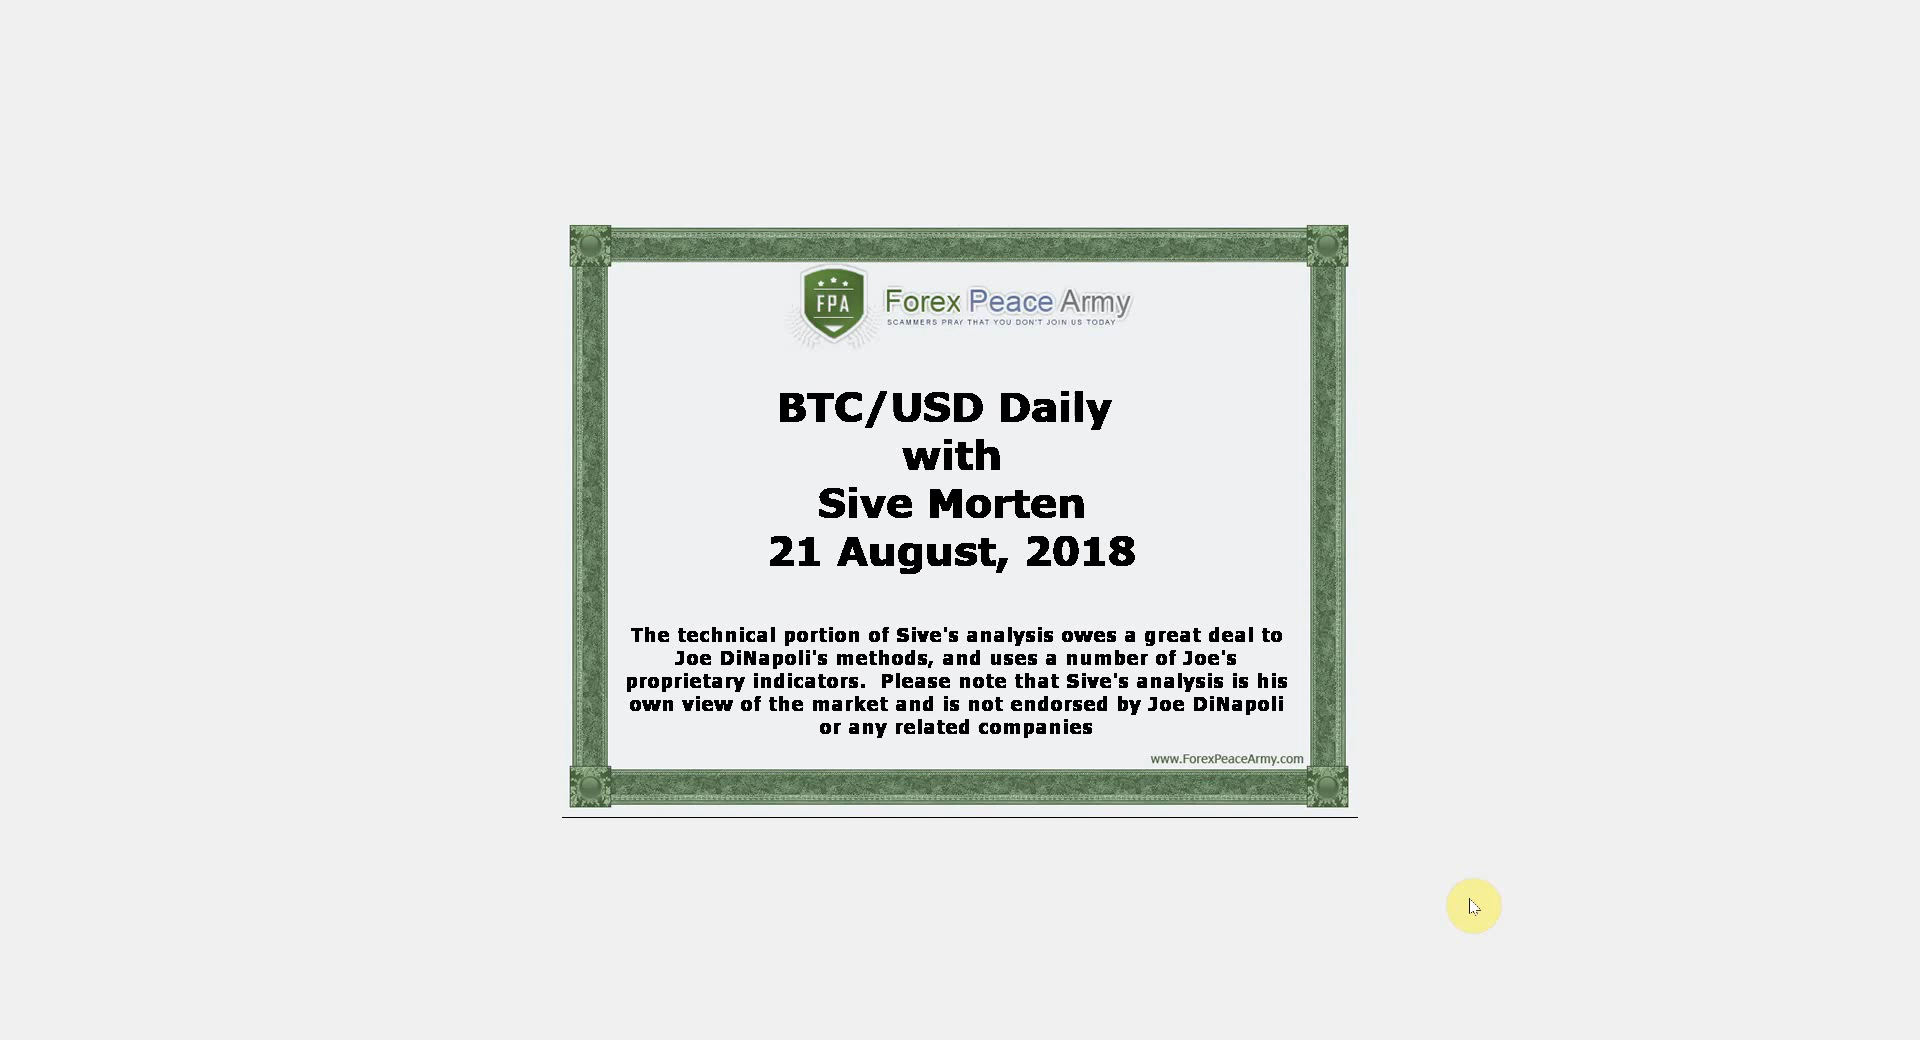 FPA
Forex Peace Army
SCAMMERS PRAY THAT YOU DON'T JOIN US TODAY
BTC/USD Daily
with
Sive Morten
21 August, 2018
The technical portion of Sive's analysis owes a great deal to
Joe DiNapoli's methods, and uses a number of Joe's
proprietary indicators.  Please note that Sive's analysis is his
own view of the market and is not endorsed by Joe DiNapoli
or any related companies
www.ForexPeaceArmy.com